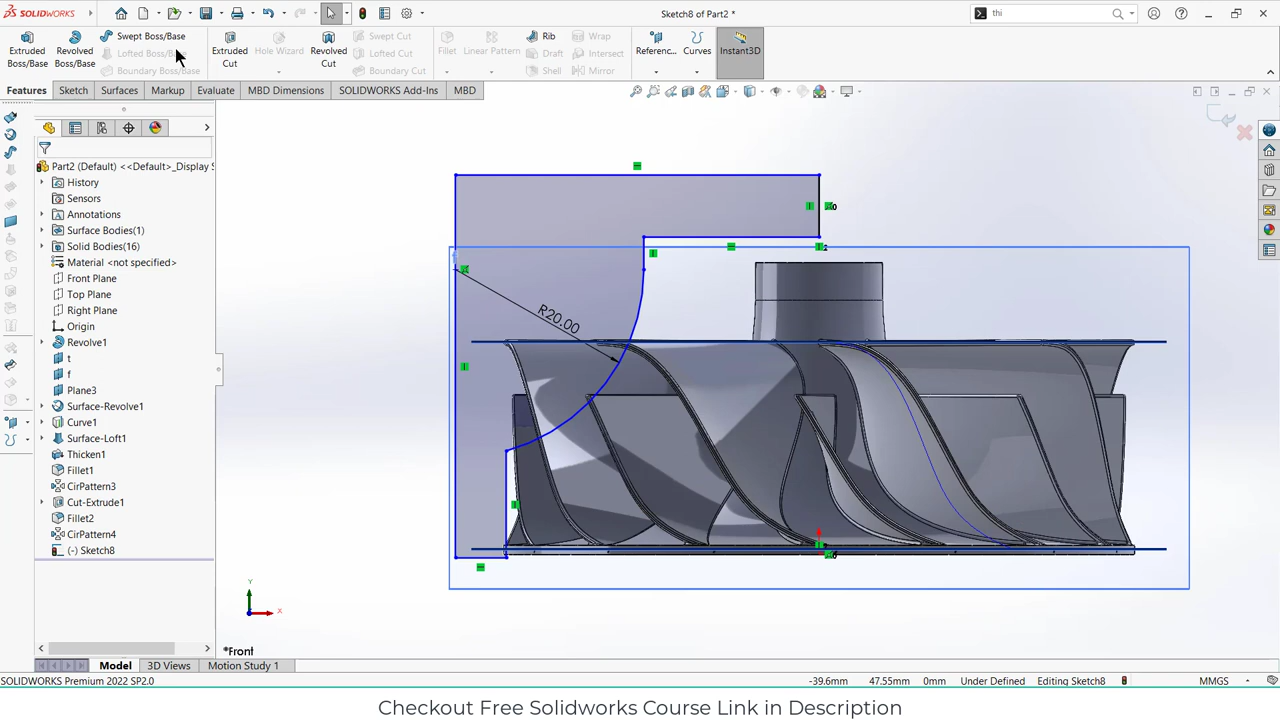 SOLIDWORKS
Sketch8 of Part2 *
thi
Extruded Boss/Base
Revolved Boss/Base
Swept Boss/Base
Lofted Boss/Base
Boundary Boss/Base
Extruded Cut
Hole Wizard
Revolved Cut
Swept Cut
Lofted Cut
Boundary Cut
Fillet
Linear Pattern
Rib
Draft
Shell
Wrap
Intersect
Mirror
Referenc...
Curves
Instant3D
Features
Sketch
Surfaces
Markup
Evaluate
MBD Dimensions
SOLIDWORKS Add-Ins
MBD
Part2 (Default) <<Default>_Display S
History
Sensors
Annotations
Surface Bodies(1)
Solid Bodies(16)
Material <not specified>
Front Plane
Top Plane
Right Plane
Origin
Revolve1
t
f
Plane3
Surface-Revolve1
Curve1
Surface-Loft1
Thicken1
Fillet1
CirPattern3
Cut-Extrude1
Fillet2
CirPattern4
(-) Sketch8
R20.00
Y
X
*Front
Model
3D Views
Motion Study 1
SOLIDWORKS Premium 2022 SP2.0
-39.6mm
47.55mm
0mm
Under Defined
Editing Sketch8
MMGS
Checkout Free Solidworks Course Link in Description